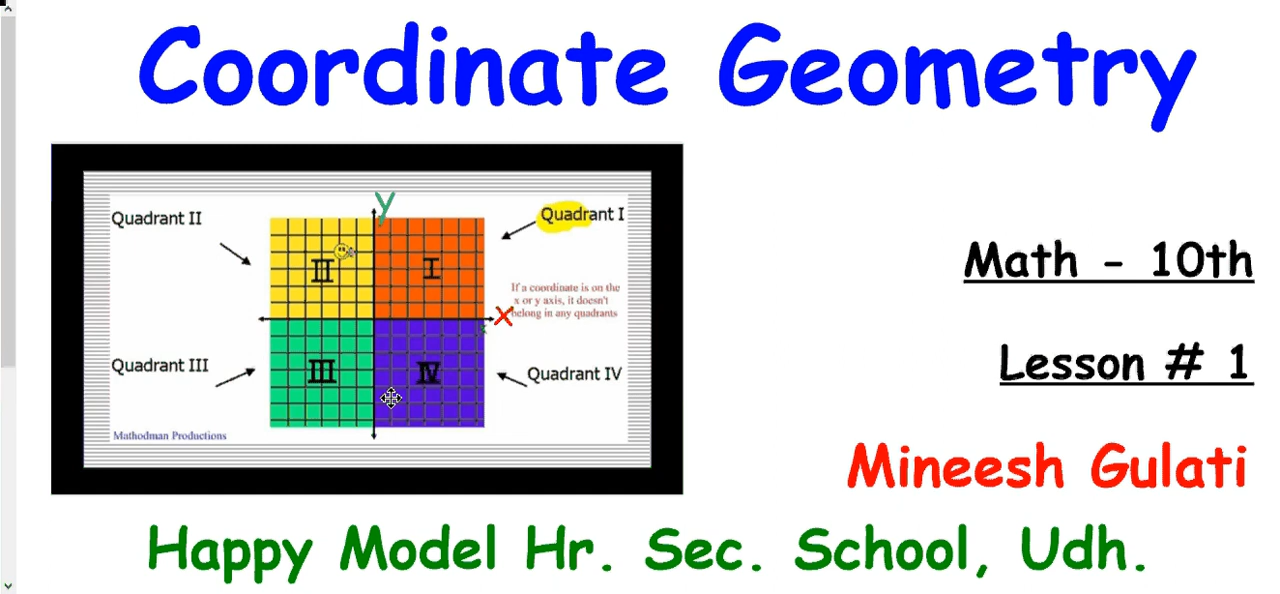 Coordinate Geometry
y
Quadrant II
Quadrant I
II
I
If a coordinate is on the
x or y axis, it doesn't
belong in any quadrants
x
Quadrant III
III
IV
Quadrant IV
Mathodman Productions
Math - 10th
Lesson # 1
Mineesh Gulati
Happy Model Hr. Sec. School, Udh.